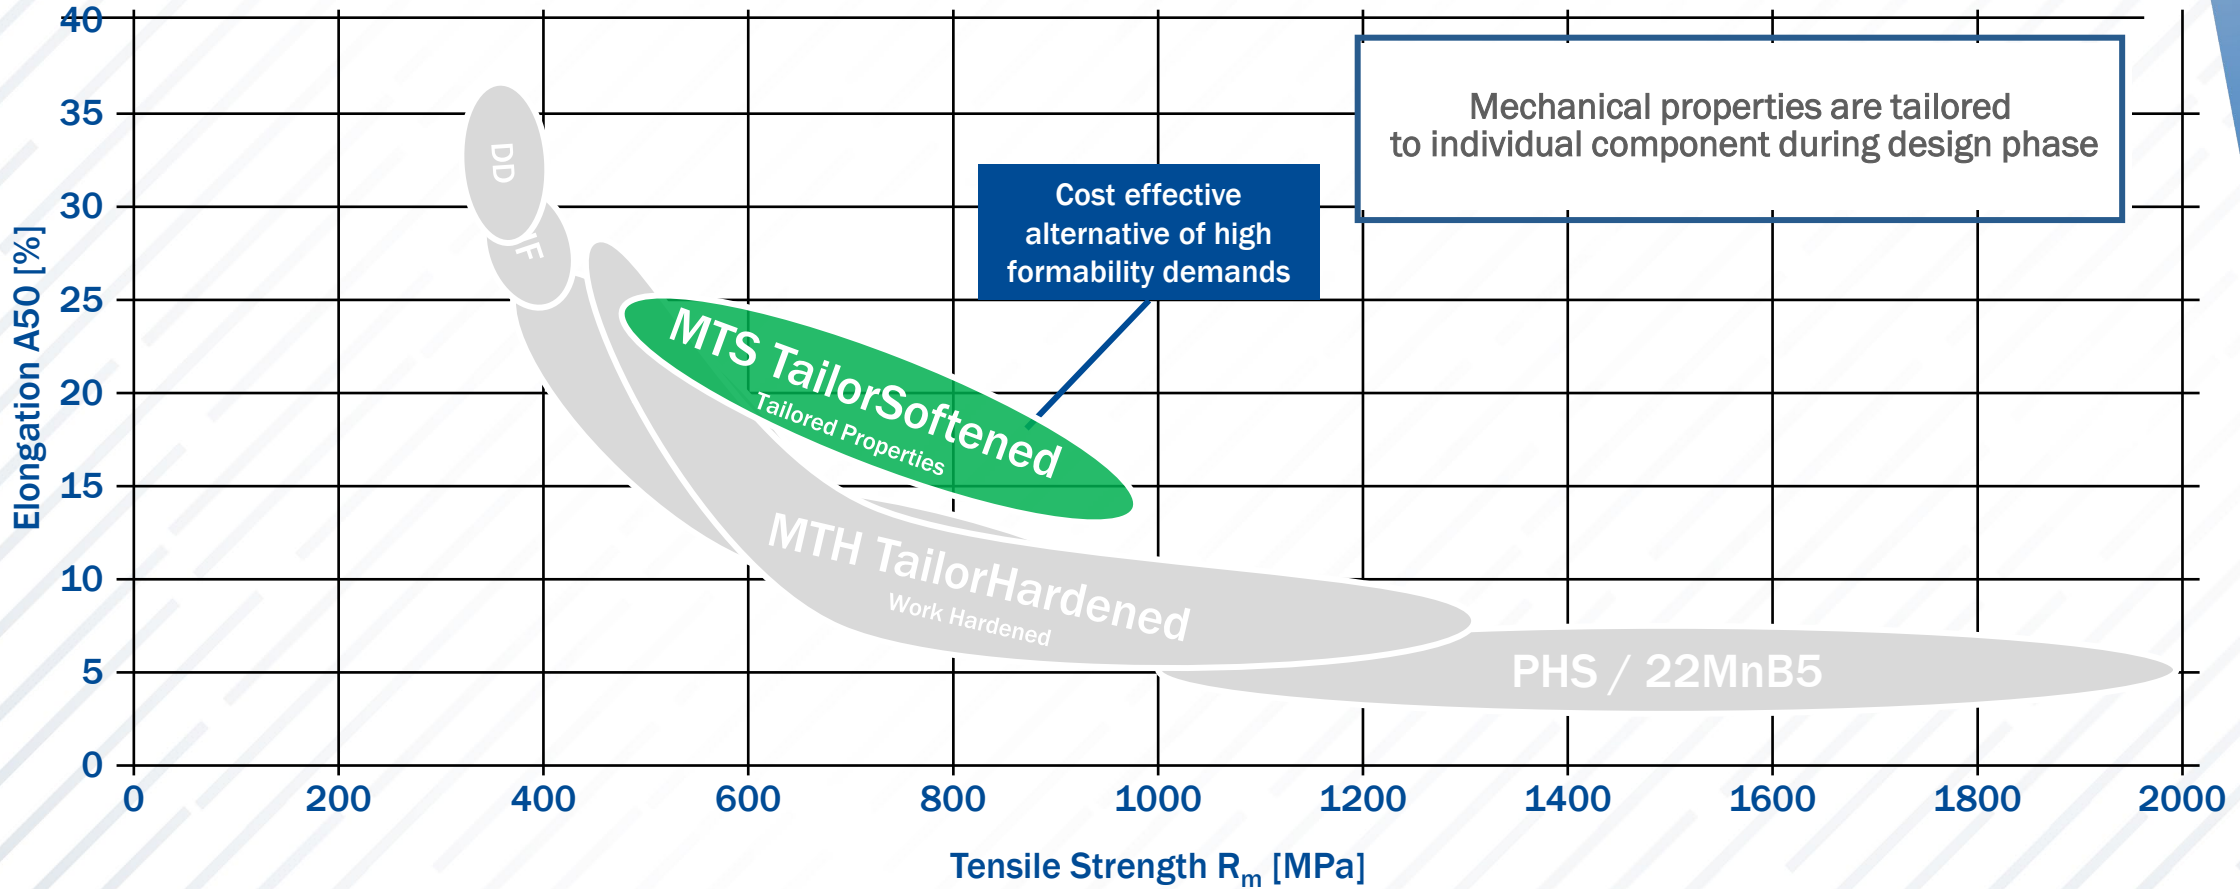 40
35
30
25
20
15
10
5
0
Elongation A50 [%]
0 200 400 600 800 1000 1200 1400 1600 1800 2000
Tensile Strength Rm [MPa]
Mechanical properties are tailored
to individual component during design phase
Cost effective
alternative of high
formability demands
DD
IF
MTS TailorSoftened
Tailored Properties
MTH TailorHardened
Work Hardened
PHS / 22MnB5